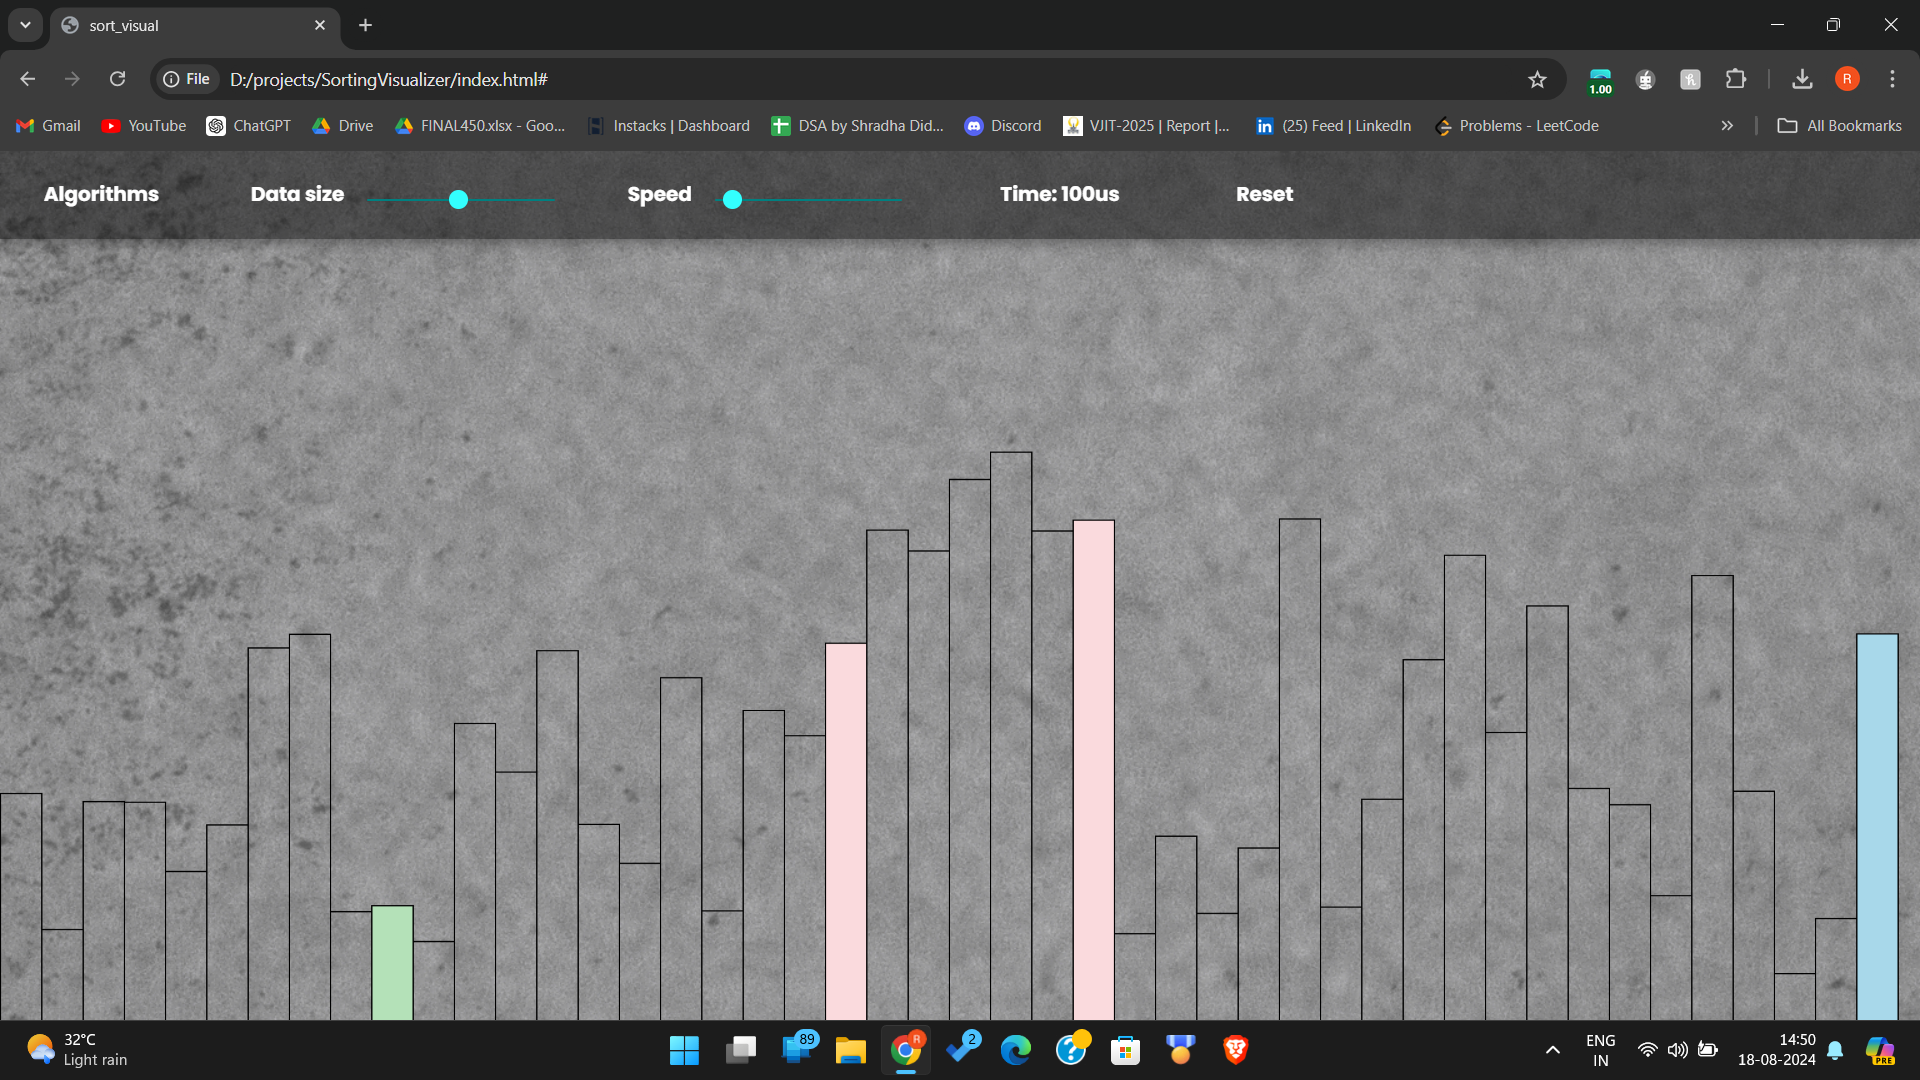 sort_visual
File D:/projects/SortingVisualizer/index.html#
1.00
R
Gmail YouTube ChatGPT Drive FINAL450.xlsx - Goo... Instacks | Dashboard DSA by Shradha Did... Discord VJIT-2025 | Report |... (25) Feed | LinkedIn Problems - LeetCode All Bookmarks
Algorithms Data size Speed Time: 100us Reset
32°C
Light rain
89
R
2
ENG
IN
14:50
18-08-2024
PRE